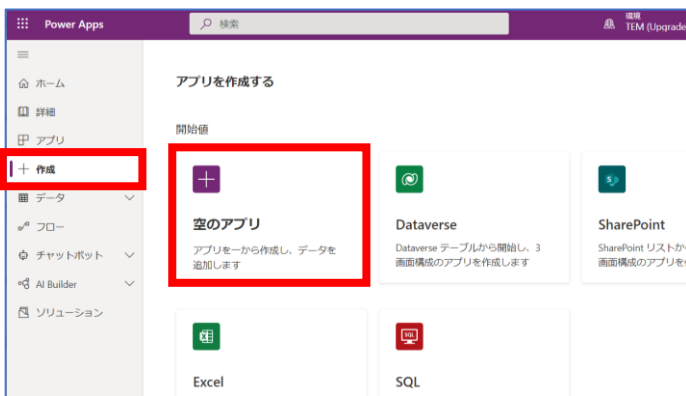 Power Apps
検索
環境
TEM (Upgrade
ホーム
詳細
アプリ
作成
データ
フロー
チャットボット
AI Builder
ソリューション
アプリを作成する
開始値
空のアプリ
アプリを一から作成し、データを
追加します
Dataverse
Dataverse テーブルから開始し、3
画面構成のアプリを作成します
SharePoint
SharePoint リストか
画面構成のアプリを
Excel
SQL
SQL